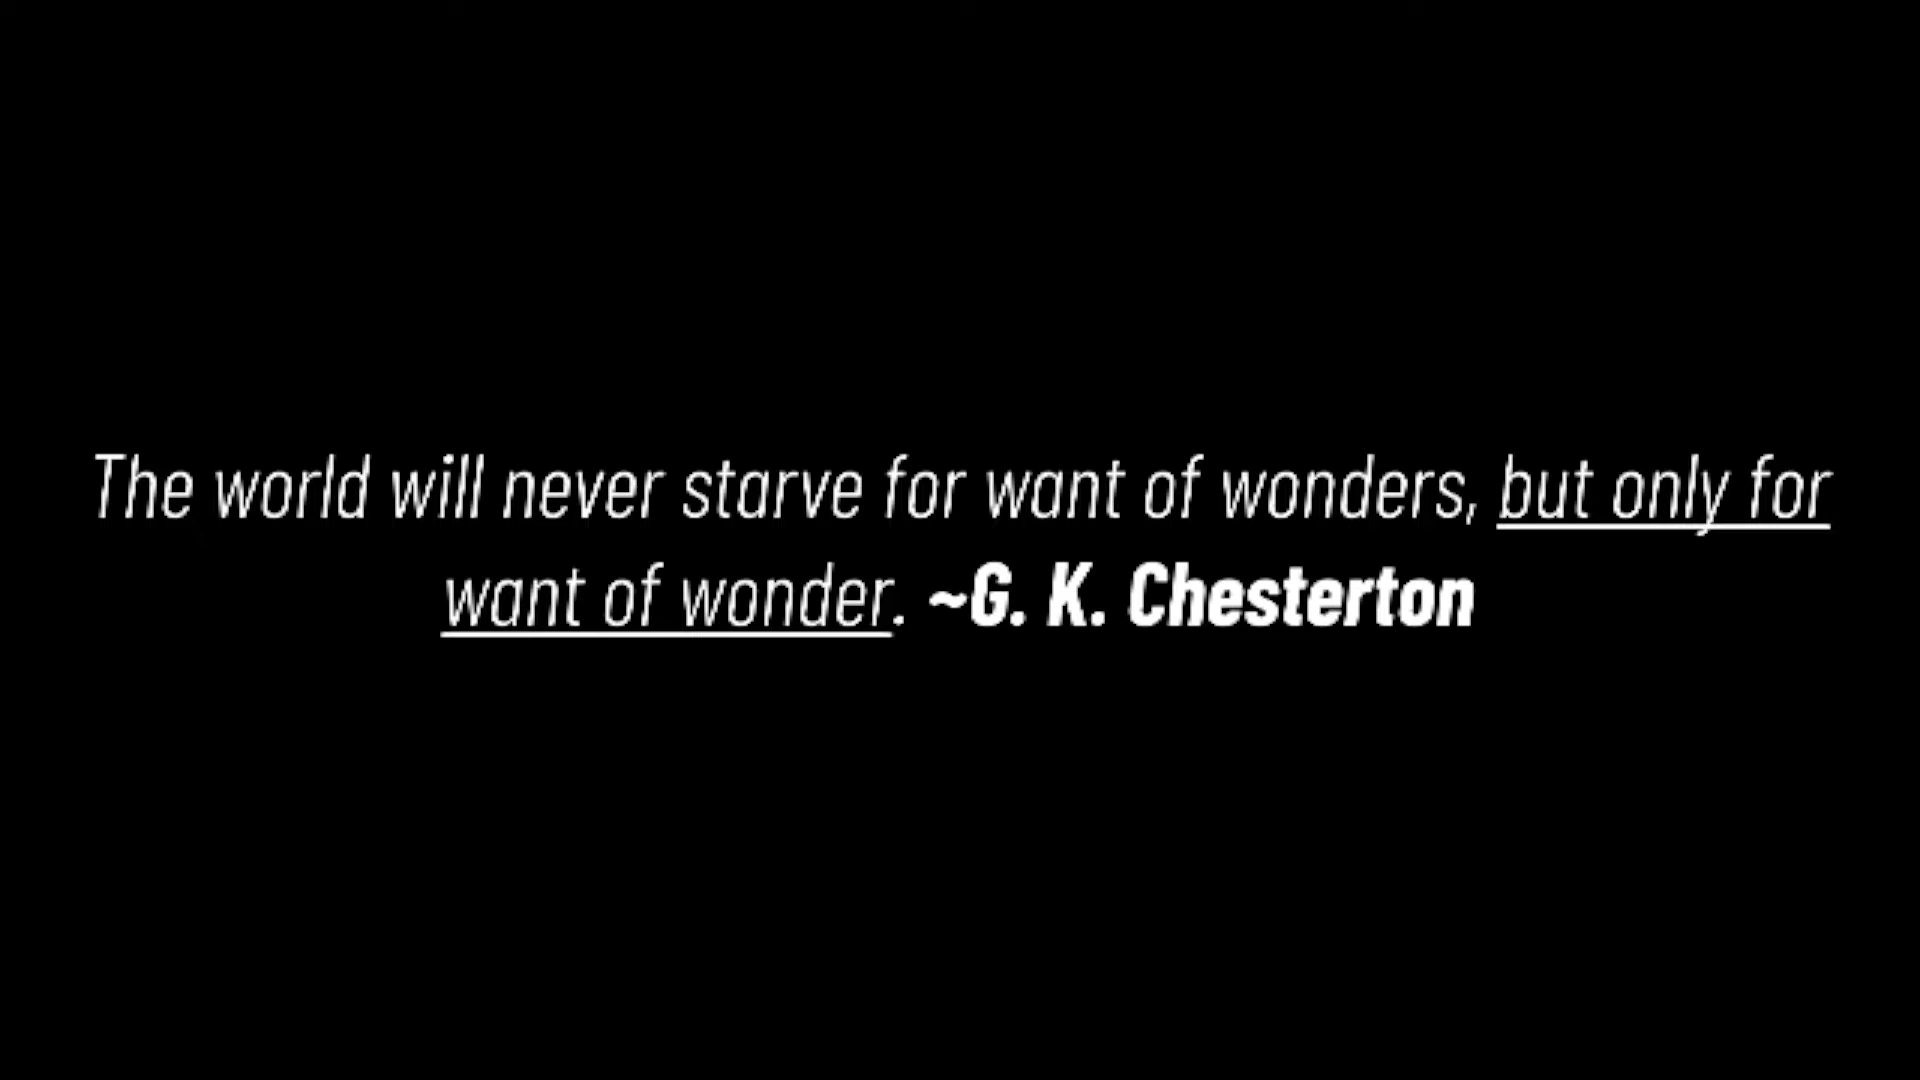 The world will never starve for want of wonders, but only for
want of wonder. ~G. K. Chesterton